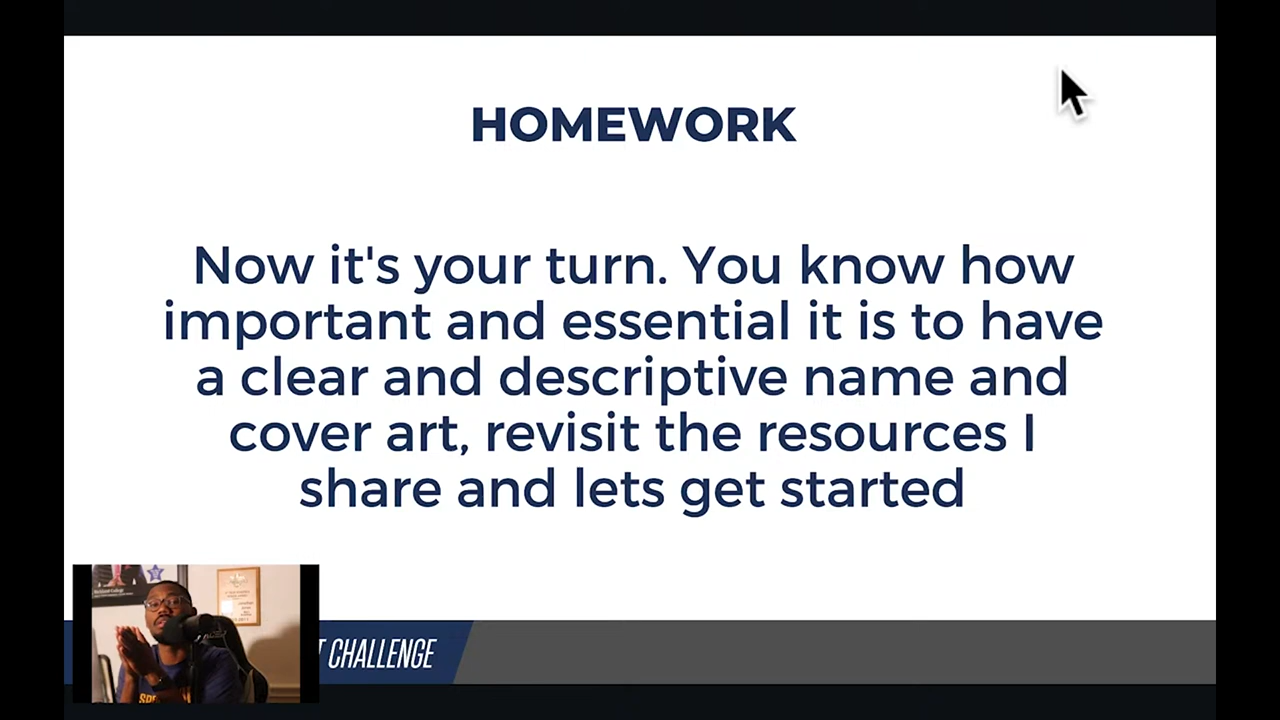 HOMEWORK
Now it's your turn. You know how
important and essential it is to have
a clear and descriptive name and
cover art, revisit the resources I
share and lets get started
T CHALLENGE